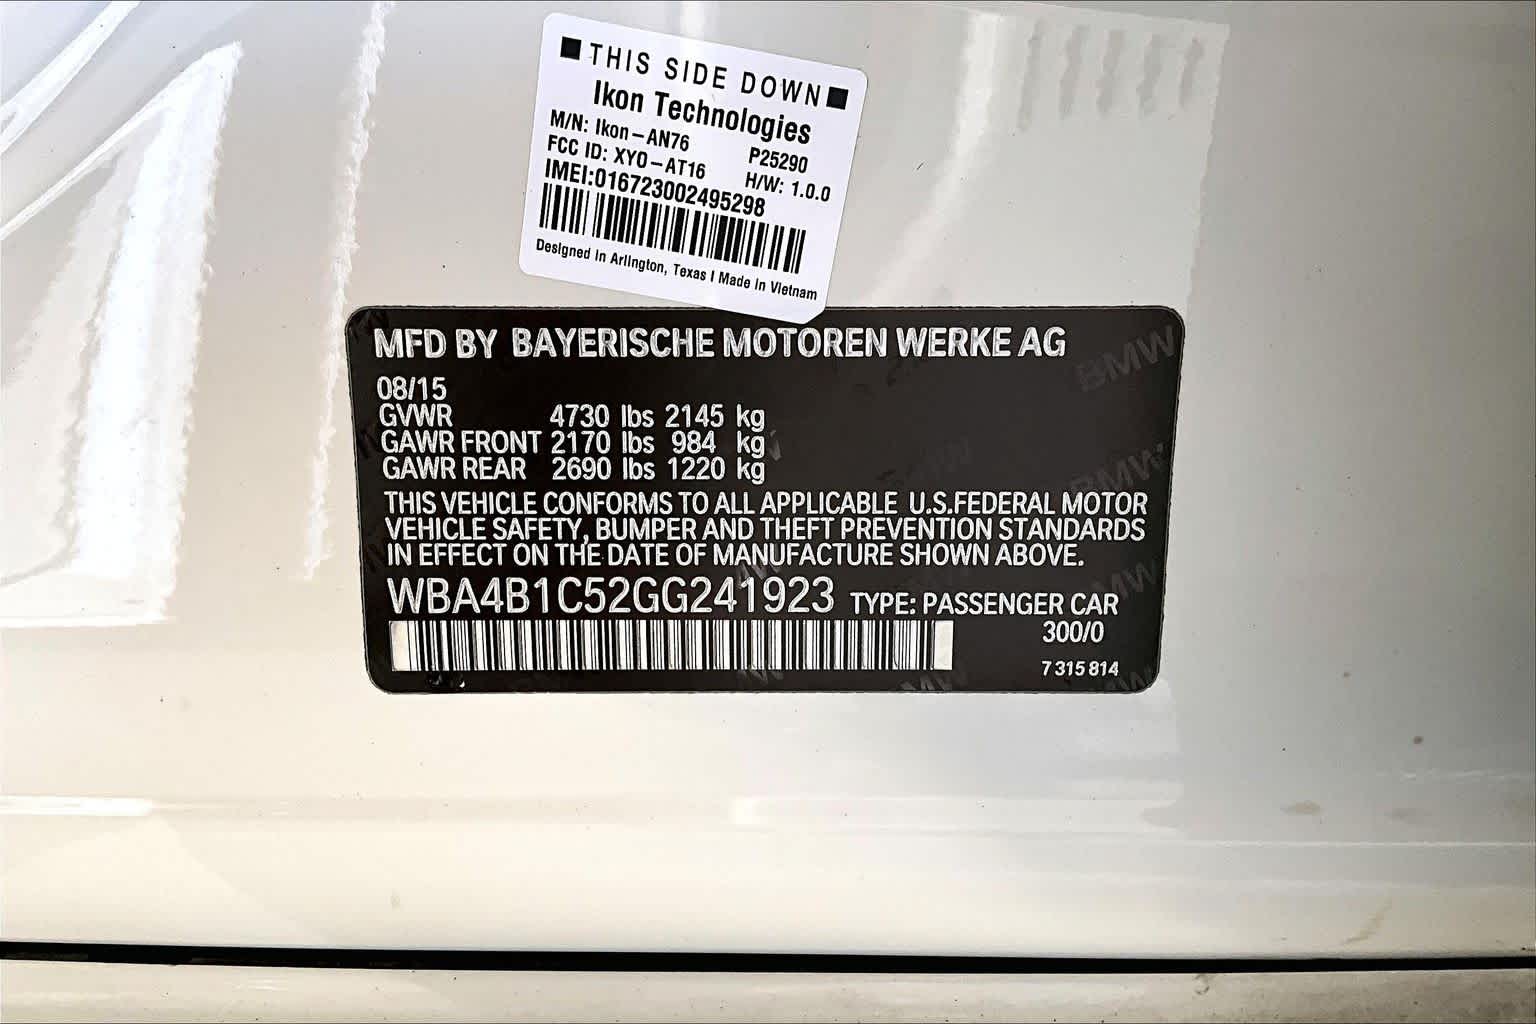 THIS SIDE DOWN
Ikon Technologies
M/N: Ikon-AN76 P25290
FCC ID: XYO-AT16 H/W: 1.0.0
IMEI:016723002495298
Designed in Arlington, Texas | Made in Vietnam
MFD BY BAYERISCHE MOTOREN WERKE AG
08/15
GVWR 4730 lbs 2145 kg
GAWR FRONT 2170 lbs 984 kg
GAWR REAR 2690 lbs 1220 kg
THIS VEHICLE CONFORMS TO ALL APPLICABLE U.S.FEDERAL MOTOR
VEHICLE SAFETY, BUMPER AND THEFT PREVENTION STANDARDS
IN EFFECT ON THE DATE OF MANUFACTURE SHOWN ABOVE.
WBA4B1C52GG241923 TYPE: PASSENGER CAR
300/0
7 315 814
BMW
BMW
BMW